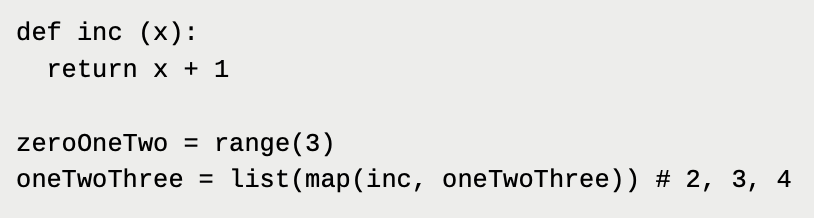 def inc (x):
  return x + 1

zeroOneTwo = range(3)
oneTwoThree = list(map(inc, oneTwoThree)) # 2, 3, 4